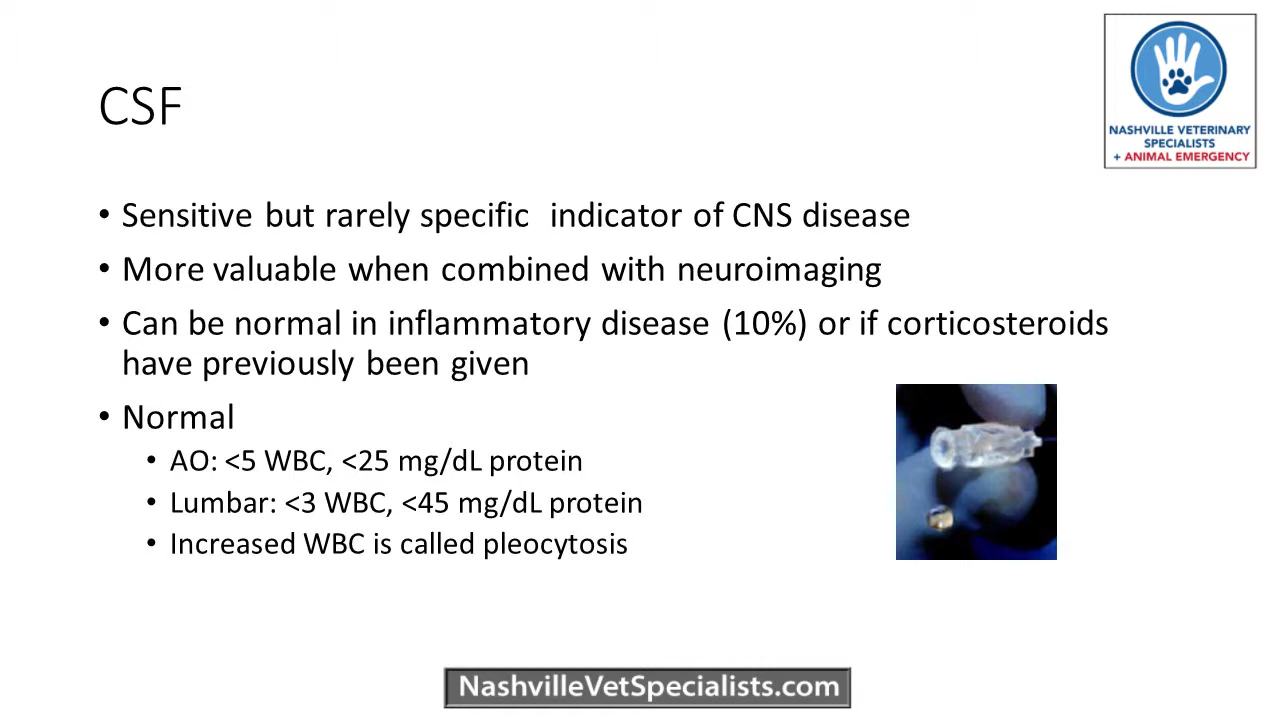 CSF
NASHVILLE VETERINARY
SPECIALISTS
+ ANIMAL EMERGENCY
• Sensitive but rarely specific indicator of CNS disease
• More valuable when combined with neuroimaging
• Can be normal in inflammatory disease (10%) or if corticosteroids
have previously been given
• Normal
• AO: <5 WBC, <25 mg/dL protein
• Lumbar: <3 WBC, <45 mg/dL protein
• Increased WBC is called pleocytosis
NashvilleVetSpecialists.com